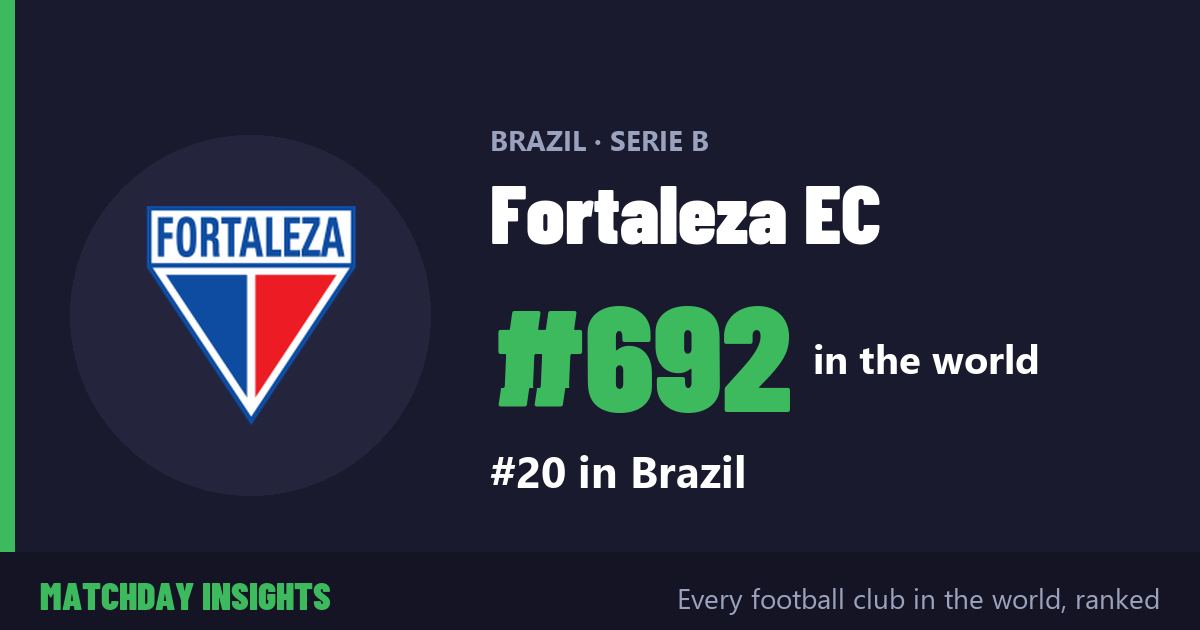 BRAZIL · SERIE B
Fortaleza EC
FORTALEZA
#692 in the world
#20 in Brazil
MATCHDAY INSIGHTS
Every football club in the world, ranked